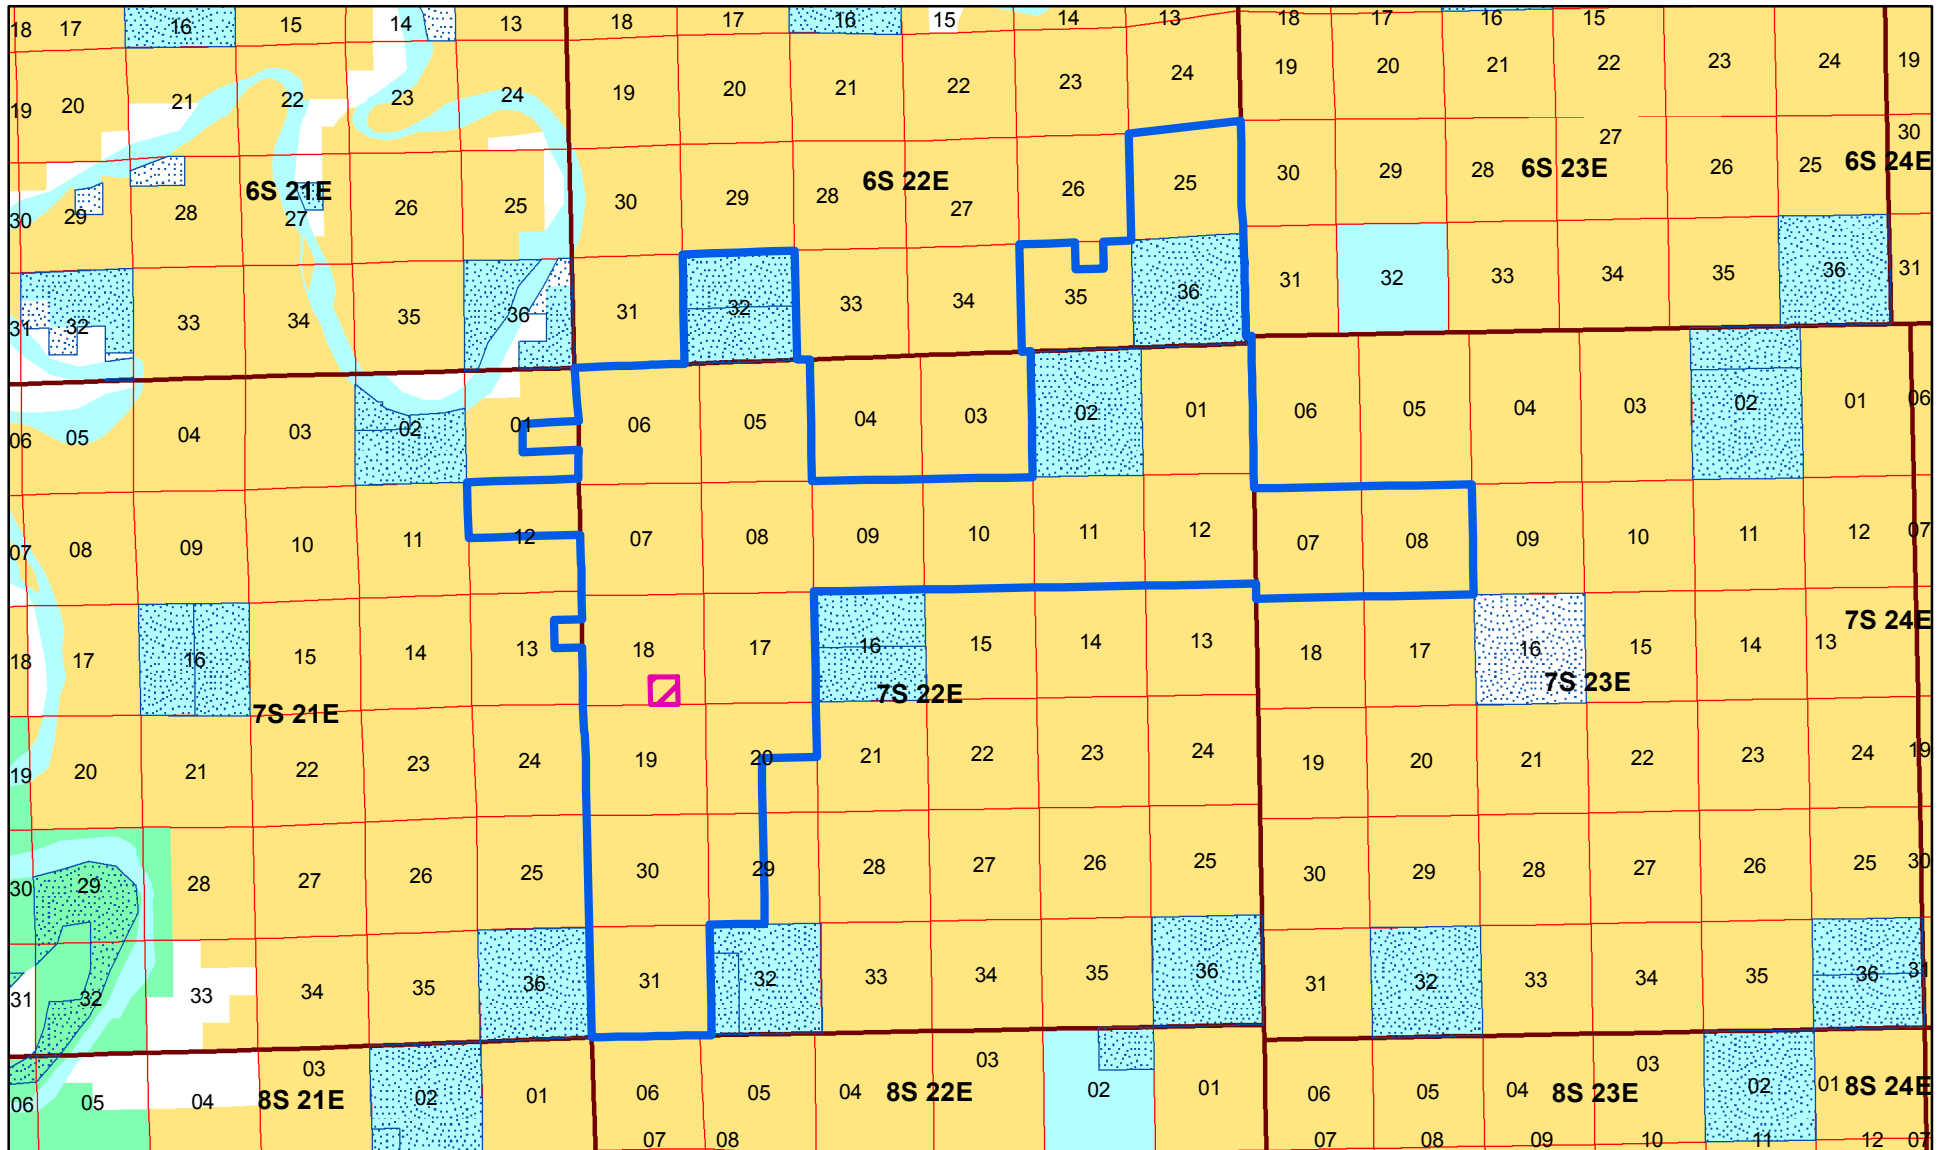 18 17 16 15 14 13 18 17 16 15 14 13 18 17 16 15
19 20 21 22 23 24 19 20 21 22 23 24 19 20 21 22 23 24 19
30 29 28 27 26 25 30 29 28 27 26 25 30 29 28 27 26 25 30
6S 21E 6S 22E 6S 23E 6S 24E
31 32 33 34 35 36 31 32 33 34 35 36 31 32 33 34 35 36 31
06 05 04 03 02 01 06 05 04 03 02 01 06 05 04 03 02 01 06
07 08 09 10 11 12 07 08 09 10 11 12 07 08 09 10 11 12 07
18 17 16 15 14 13 18 17 16 15 14 13 18 17 16 15 14 13
7S 21E 7S 22E 7S 23E 7S 24E
19 20 21 22 23 24 19 20 21 22 23 24 19 20 21 22 23 24 19
30 29 28 27 26 25 30 29 28 27 26 25 30 29 28 27 26 25 30
31 32 33 34 35 36 31 32 33 34 35 36 31 32 33 34 35 36 31
06 05 04 03 02 01 06 05 04 03 02 01 06 05 04 03 02 01
8S 21E 8S 22E 8S 23E 8S 24E
07 08 07 08 09 10 11 12 07